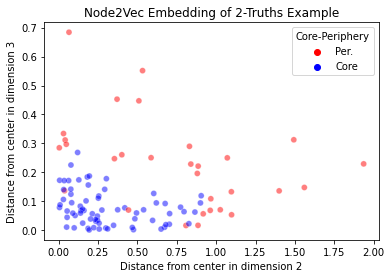 Node2Vec Embedding of 2-Truths Example
Core-Periphery
Per.
Core
Distance from center in dimension 3
0.7
0.6
0.5
0.4
0.3
0.2
0.1
0.0
0.00 0.25 0.50 0.75 1.00 1.25 1.50 1.75 2.00
Distance from center in dimension 2